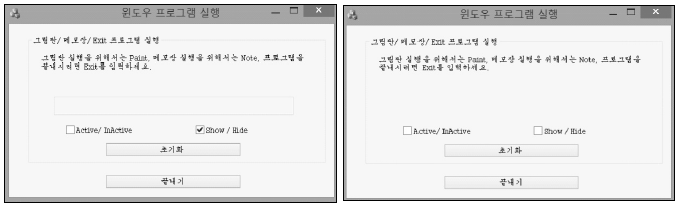 윈도우 프로그램 실행
그림판/메모장/Exit 프로그램 실행
그림판 실행을 위해서는 Paint, 메모장 실행을 위해서는 Note, 프로그램을
끝내시려면 Exit를 입력하세요.
Active/InActive
Show / Hide
초기화
끝내기
윈도우 프로그램 실행
그림판/메모장/Exit 프로그램 실행
그림판 실행을 위해서는 Paint, 메모장 실행을 위해서는 Note, 프로그램을
끝내시려면 Exit를 입력하세요.
Active/InActive
Show / Hide
초기화
끝내기